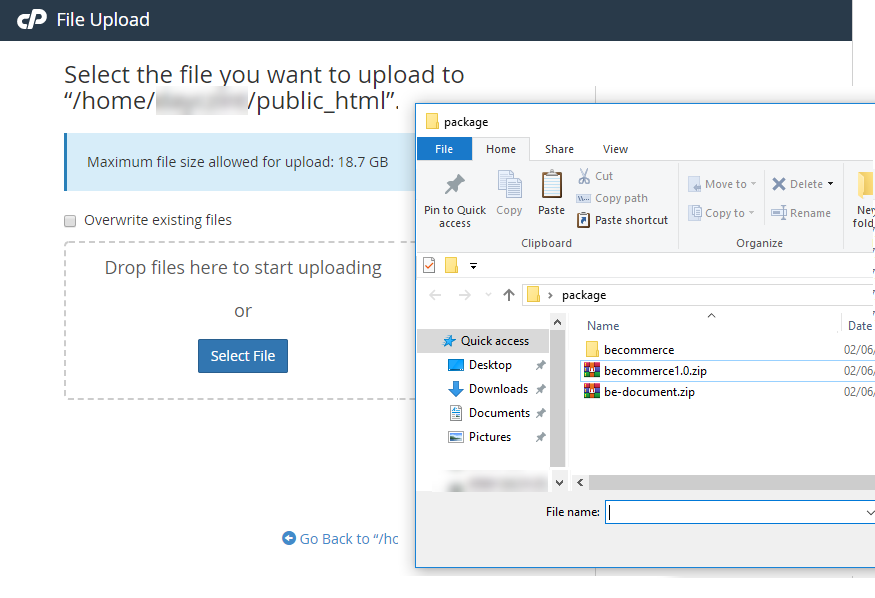 cP File Upload
Select the file you want to upload to
“/home/ /public_html”.
Maximum file size allowed for upload: 18.7 GB
Overwrite existing files
Drop files here to start uploading
or
Select File
Go Back to “/ho
package
File Home Share View
Pin to Quick access
Copy
Paste
Cut
Copy path
Paste shortcut
Clipboard
Move to
Copy to
Delete
Rename
Organize
New
fold
package
Name Date
Quick access
Desktop
Downloads
Documents
Pictures
becommerce 02/06/
becommerce1.0.zip 02/06/
be-document.zip 02/06/
File name: